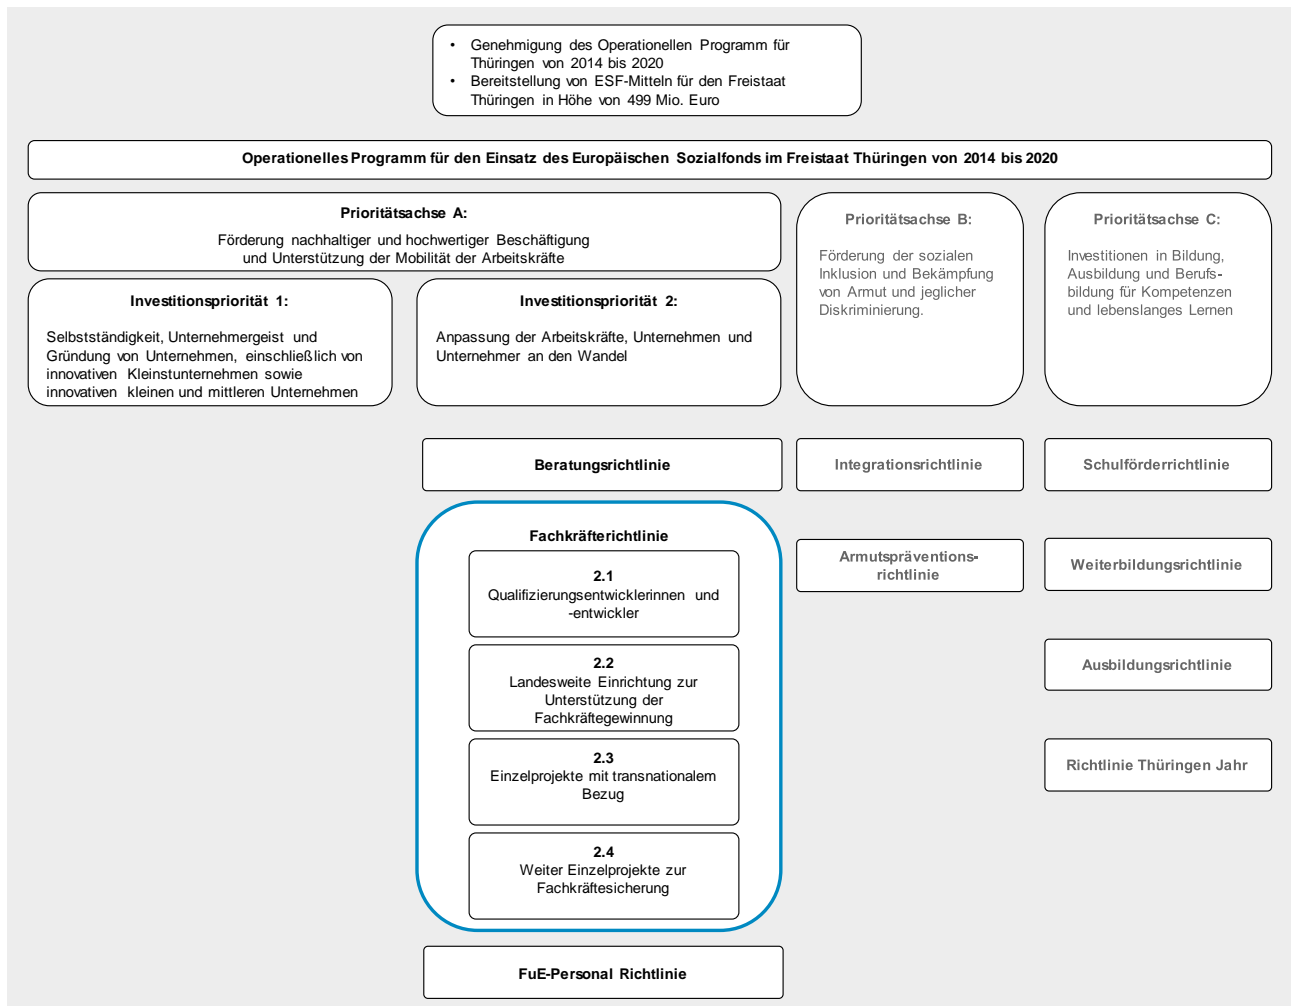 • Genehmigung des Operationellen Programm für
Thüringen von 2014 bis 2020
• Bereitstellung von ESF-Mitteln für den Freistaat
Thüringen in Höhe von 499 Mio. Euro
Operationelles Programm für den Einsatz des Europäischen Sozialfonds im Freistaat Thüringen von 2014 bis 2020
Prioritätsachse A:
Förderung nachhaltiger und hochwertiger Beschäftigung
und Unterstützung der Mobilität der Arbeitskräfte
Investitionspriorität 1:
Selbstständigkeit, Unternehmergeist und
Gründung von Unternehmen, einschließlich von
innovativen Kleinstunternehmen sowie
innovativen kleinen und mittleren Unternehmen
Investitionspriorität 2:
Anpassung der Arbeitskräfte, Unternehmen und
Unternehmer an den Wandel
Prioritätsachse B:
Förderung der sozialen
Inklusion und Bekämpfung
von Armut und jeglicher
Diskriminierung.
Prioritätsachse C:
Investitionen in Bildung,
Ausbildung und Berufs-
bildung für Kompetenzen
und lebenslanges Lernen
Beratungsrichtlinie
Fachkräfterichtlinie
2.1
Qualifizierungsentwicklerinnen und
-entwickler
2.2
Landesweite Einrichtung zur
Unterstützung der
Fachkräftegewinnung
2.3
Einzelprojekte mit transnationalem
Bezug
2.4
Weiter Einzelprojekte zur
Fachkräftesicherung
FuE-Personal Richtlinie
Integrationsrichtlinie
Armutspräventions-
richtlinie
Schulförderrichtlinie
Weiterbildungsrichtlinie
Ausbildungsrichtlinie
Richtlinie Thüringen Jahr